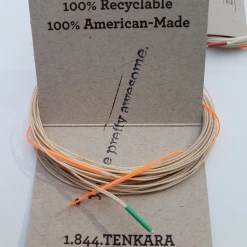 100% Recyclable
100% American-Made
e pretty awesome.
1.844.TENKARA